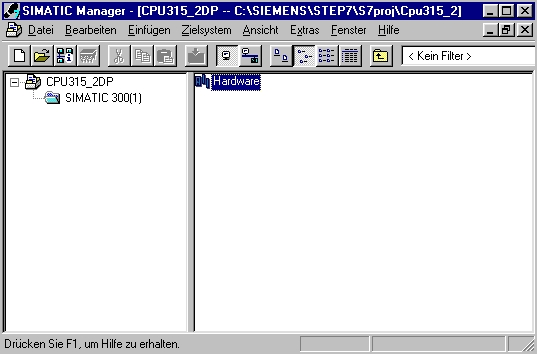 SIMATIC Manager - [CPU315_2DP -- C:\SIEMENS\STEP7\S7proj\Cpu315_2]
Datei Bearbeiten Einfügen Zielsystem Ansicht Extras Fenster Hilfe
< Kein Filter >
CPU315_2DP
SIMATIC 300(1)
Hardware
Drücken Sie F1, um Hilfe zu erhalten.